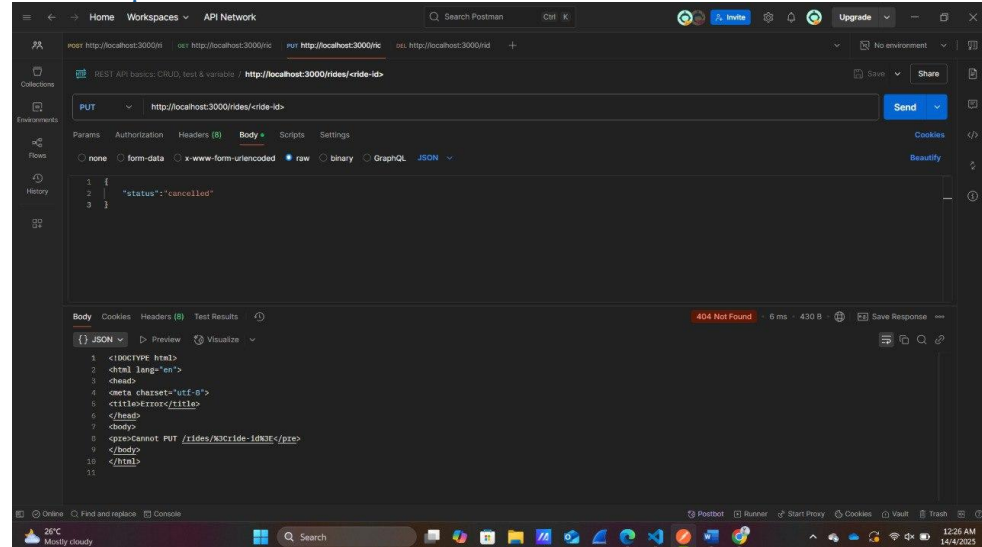 Home Workspaces API Network Search Postman Ctrl K Invite Upgrade
POST http://localhost:3000/ri GET http://localhost:3000/ric PUT http://localhost:3000/ric DEL http://localhost:3000/rid + No environment
REST API basics: CRUD, test & variable / http://localhost:3000/rides/<ride-id> Save Share
Collections
PUT http://localhost:3000/rides/<ride-id> Send
Environments
Params Authorization Headers (8) Body Scripts Settings Cookies
Flows
none form-data x-www-form-urlencoded raw binary GraphQL JSON Beautify
History
1 {
2 "status":"cancelled"
3 }
Body Cookies Headers (8) Test Results 404 Not Found 6 ms 430 B Save Response
{} JSON Preview Visualize
1 <!DOCTYPE html>
2 <html lang="en">
3 <head>
4 <meta charset="utf-8">
5 <title>Error</title>
6 </head>
7 <body>
8 <pre>Cannot PUT /rides/%3Cride-id%3E</pre>
9 </body>
10 </html>
11
Online Find and replace Console Postbot Runner Start Proxy Cookies Vault Trash
26°C
Mostly cloudy
Search
12:26 AM
14/4/2025